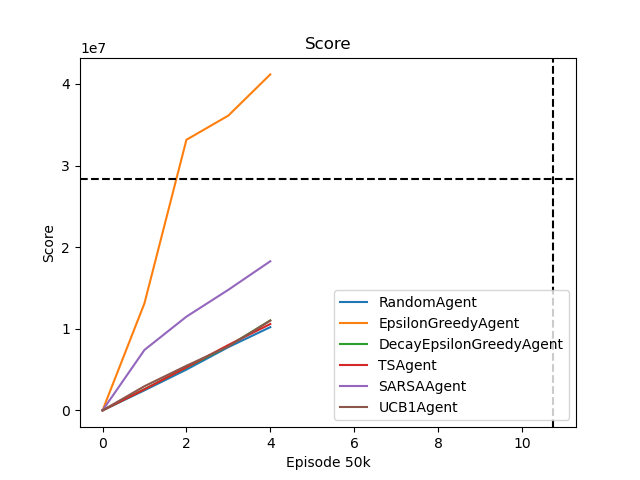 Score
1e7
4
3
2
1
0
Score
0
2
4
6
8
10
Episode 50k
RandomAgent
EpsilonGreedyAgent
DecayEpsilonGreedyAgent
TSAgent
SARSAAgent
UCB1Agent